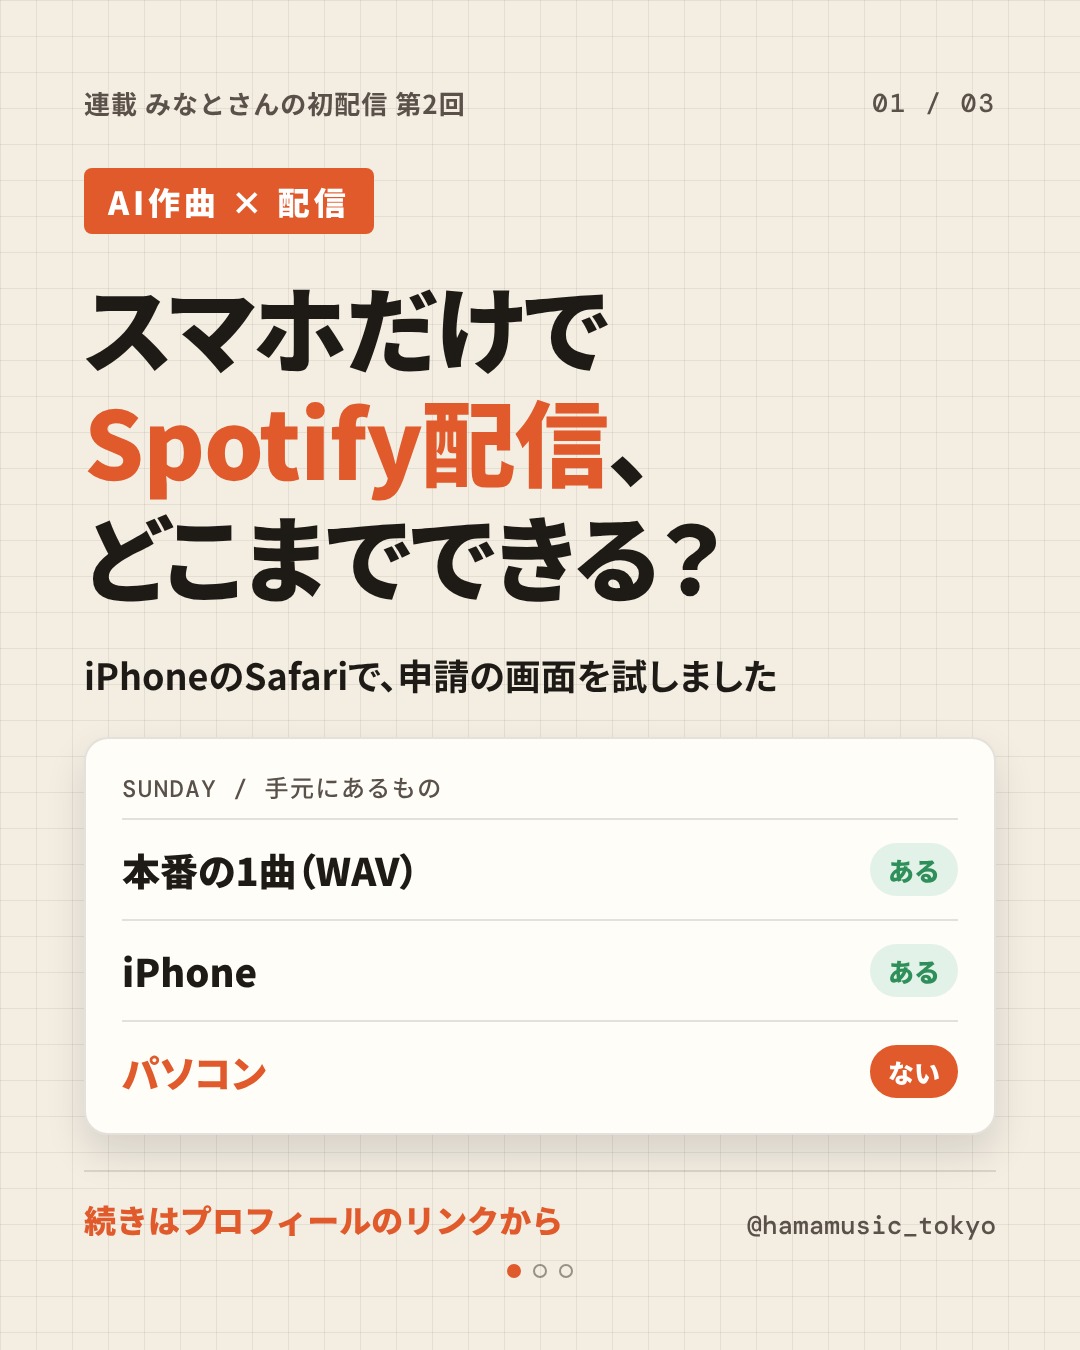 連載 みなとさんの初配信 第2回
01 / 03
AI作曲 × 配信
スマホだけで
Spotify配信、
どこまでできる？
iPhoneのSafariで、申請の画面を試しました
SUNDAY / 手元にあるもの
本番の1曲（WAV）
ある
iPhone
ある
パソコン
ない
続きはプロフィールのリンクから
@hamamusic_tokyo